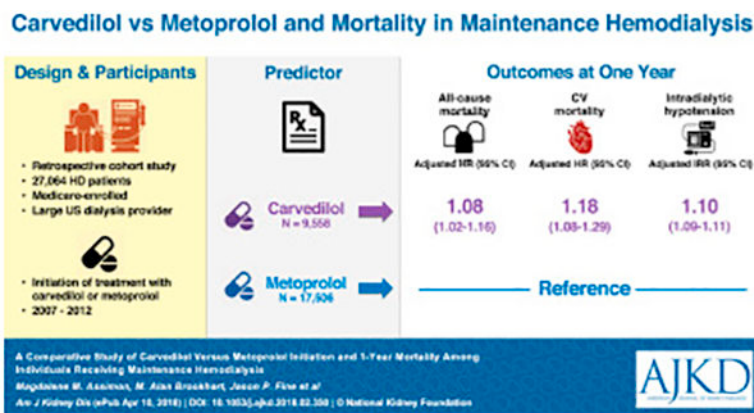 Carvedilol vs Metoprolol and Mortality in Maintenance Hemodialysis
Design & Participants
• Retrospective cohort study
• 27,064 HD patients
• Medicare-enrolled
• Large US dialysis provider
• Initiation of treatment with
carvedilol or metoprolol
• 2007 - 2012
Predictor
Rx
Carvedilol
N = 9,558
Metoprolol
N = 17,506
Outcomes at One Year
All-cause
mortality
Adjusted HR (95% CI)
1.08
(1.02-1.16)
CV
mortality
Adjusted HR (95% CI)
1.18
(1.08-1.29)
Intradialytic
hypotension
Adjusted IRR (95% CI)
1.10
(1.09-1.11)
Reference
A Comparative Study of Carvedilol Versus Metoprolol Initiation and 1-Year Mortality Among
Individuals Receiving Maintenance Hemodialysis
Magdalene M. Assimon, M. Alan Brookhart, Jason P. Fine et al
Am J Kidney Dis (ePub Apr 10, 2018) | DOI: 10.1053/j.ajkd.2018.02.350 | © National Kidney Foundation
AJKD